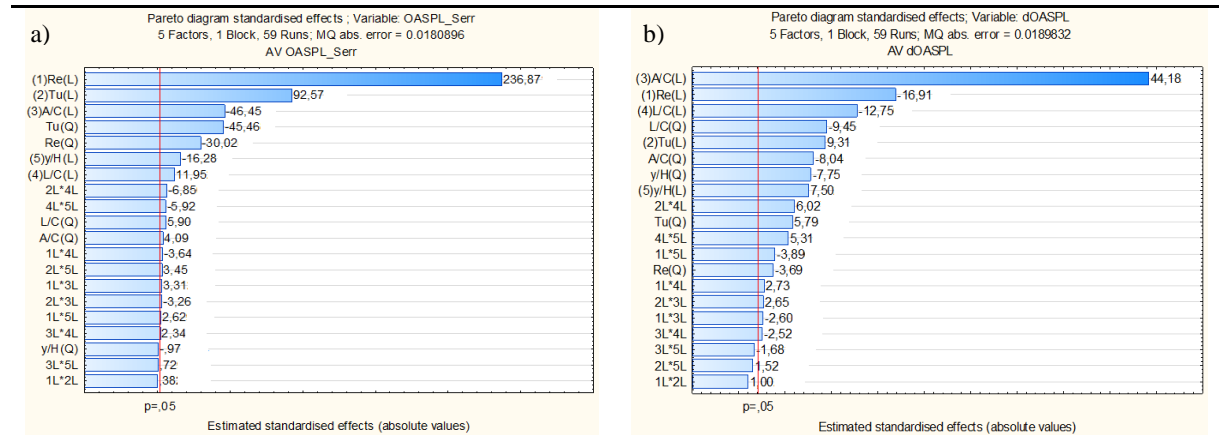 a)
Pareto diagram standardised effects ; Variable: OASPL_Serr
5 Factors, 1 Block, 59 Runs; MQ abs. error = 0.0180896
AV OASPL_Serr
(1)Re(L) 236,87
(2)Tu(L) 92,57
(3)A/C(L) -46,45
Tu(Q) -45,46
Re(Q) -30,02
(5)y/H(L) -16,28
(4)L/C(L) 11,95
2L*4L -6,85
4L*5L -5,92
L/C(Q) 5,90
A/C(Q) 4,09
1L*4L -3,64
2L*5L 3,45
1L*3L 3,31
2L*3L -3,26
1L*5L 2,62
3L*4L 2,34
y/H(Q) -,97
3L*5L ,72
1L*2L ,38
p=,05
Estimated standardised effects (absolute values)
b)
Pareto diagram standardised effects; Variable: dOASPL
5 Factors, 1 Block, 59 Runs; MQ abs. error = 0.0189832
AV dOASPL
(3)A/C(L) 44,18
(1)Re(L) -16,91
(4)L/C(L) -12,75
L/C(Q) -9,45
(2)Tu(L) 9,31
A/C(Q) -8,04
y/H(Q) -7,75
(5)y/H(L) 7,50
2L*4L 6,02
Tu(Q) 5,79
4L*5L 5,31
1L*5L -3,89
Re(Q) -3,69
1L*4L 2,73
2L*3L 2,65
1L*3L -2,60
3L*4L -2,52
3L*5L -1,68
2L*5L 1,52
1L*2L 1,00
p=,05
Estimated standardised effects (absolute values)